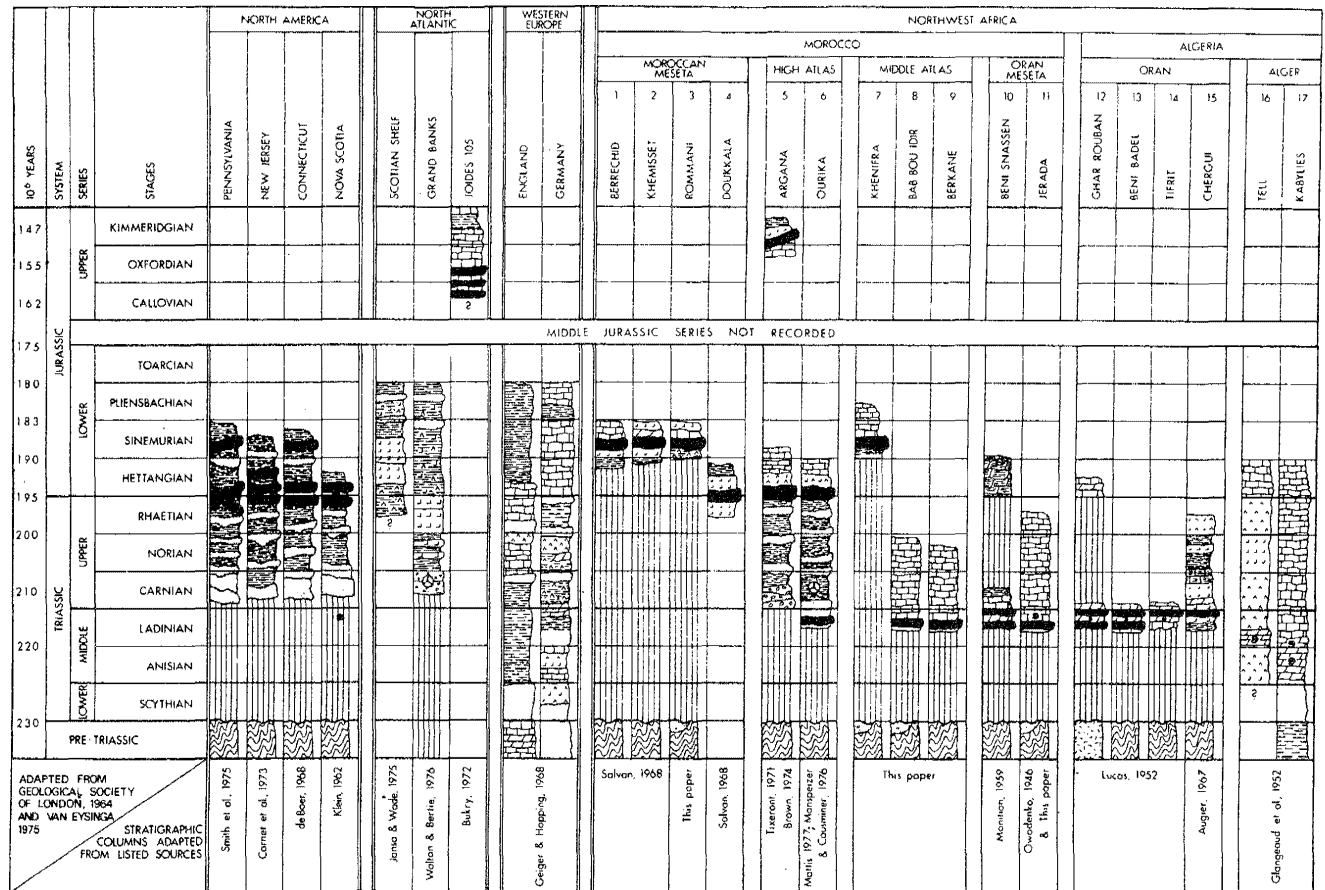 NORTH AMERICA
NORTH
ATLANTIC
WESTERN
EUROPE
NORTHWEST AFRICA
MOROCCO
ALGERIA
MOROCCAN
MESETA
HIGH ATLAS
MIDDLE ATLAS
ORAN
MESETA
ORAN
ALGER
1
2
3
4
5
6
7
8
9
10
11
12
13
14
15
16
17
10⁶ YEARS
SYSTEM
SERIES
STAGES
PENNSYLVANIA
NEW JERSEY
CONNECTICUT
NOVA SCOTIA
SCOTIAN SHELF
GRAND BANKS
JOIDES 105
ENGLAND
GERMANY
BERRECHID
KHEMISSET
ROMMANI
DOUKKALA
ARGANA
OURIKA
KHENIFRA
BAB BOU IDIR
BERKANE
BENI SNASSEN
JERADA
GHAR ROUBAN
BENI BADEL
TIFRIT
CHERGUI
TELL
KABYLIES
147
KIMMERIDGIAN
155
UPPER
OXFORDIAN
162
CALLOVIAN
?
MIDDLE JURASSIC SERIES NOT RECORDED
JURASSIC
175
TOARCIAN
180
LOWER
PLIENSBACHIAN
183
SINEMURIAN
190
HETTANGIAN
195
RHAETIAN
?
200
UPPER
NORIAN
TRIASSIC
CARNIAN
210
MIDDLE
LADINIAN
220
ANISIAN
LOWER
SCYTHIAN
?
230
PRE-TRIASSIC
ADAPTED FROM
GEOLOGICAL SOCIETY
OF LONDON, 1964
AND VAN EYSINGA
1975
STRATIGRAPHIC
COLUMNS ADAPTED
FROM LISTED SOURCES
Smith et al, 1975
Cornet et al, 1973
de Boer, 1968
Klein, 1962
Jansa & Wade, 1975
Walton & Bertie, 1976
Bukry, 1972
Geiger & Hopping, 1968
Salvan, 1968
This paper
Salvan, 1968
Tixeront, 1971
Brown, 1974
Mattis 1977; Manspeizer
& Cousminer, 1976
This paper
Manitan, 1959
Owodenko, 1946
& This paper
Lucas, 1952
Augier, 1967
Glangeaud et al, 1952